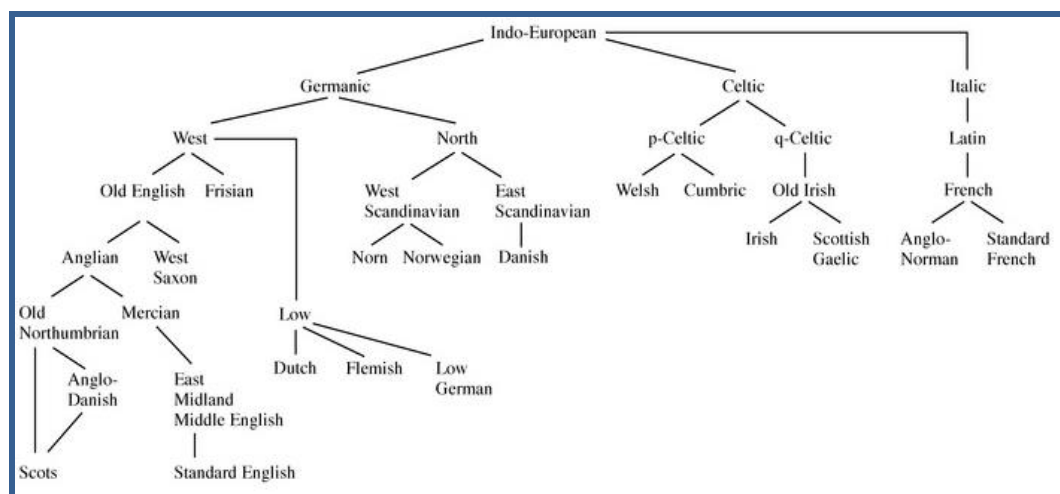 Indo-European
Germanic
Celtic
Italic
West
North
p-Celtic
q-Celtic
Latin
Old English
Frisian
West
Scandinavian
East
Scandinavian
Welsh
Cumbric
Old Irish
French
Anglian
West
Saxon
Norn
Norwegian
Danish
Irish
Scottish
Gaelic
Anglo-
Norman
Standard
French
Old
Northumbrian
Mercian
Low
Dutch
Flemish
Low
German
Anglo-
Danish
East
Midland
Middle English
Scots
Standard English